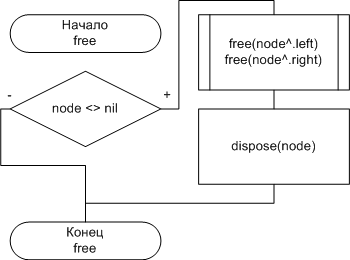 Начало
free
node <> nil
-
+
free(node^.left)
free(node^.right)
dispose(node)
Конец
free